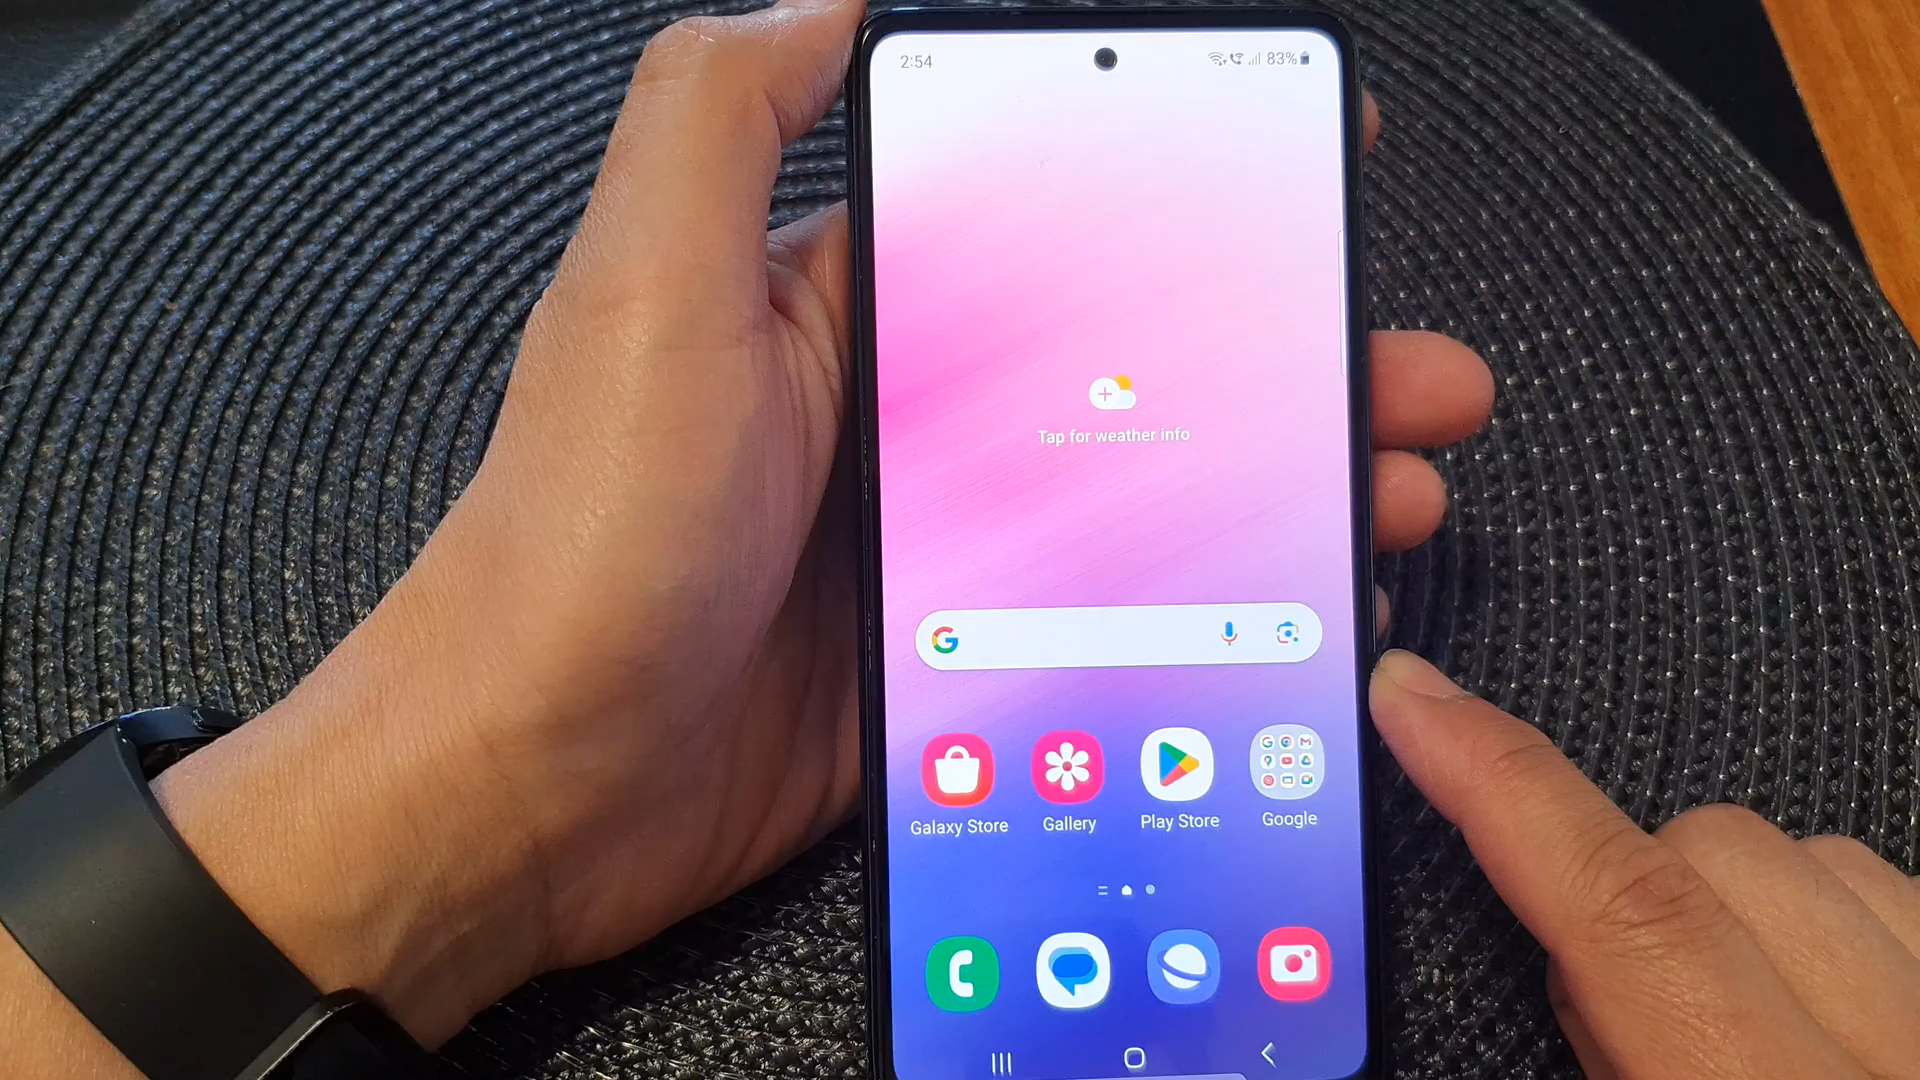 2:54
83%
Tap for weather info
Galaxy Store
Gallery
Play Store
Google